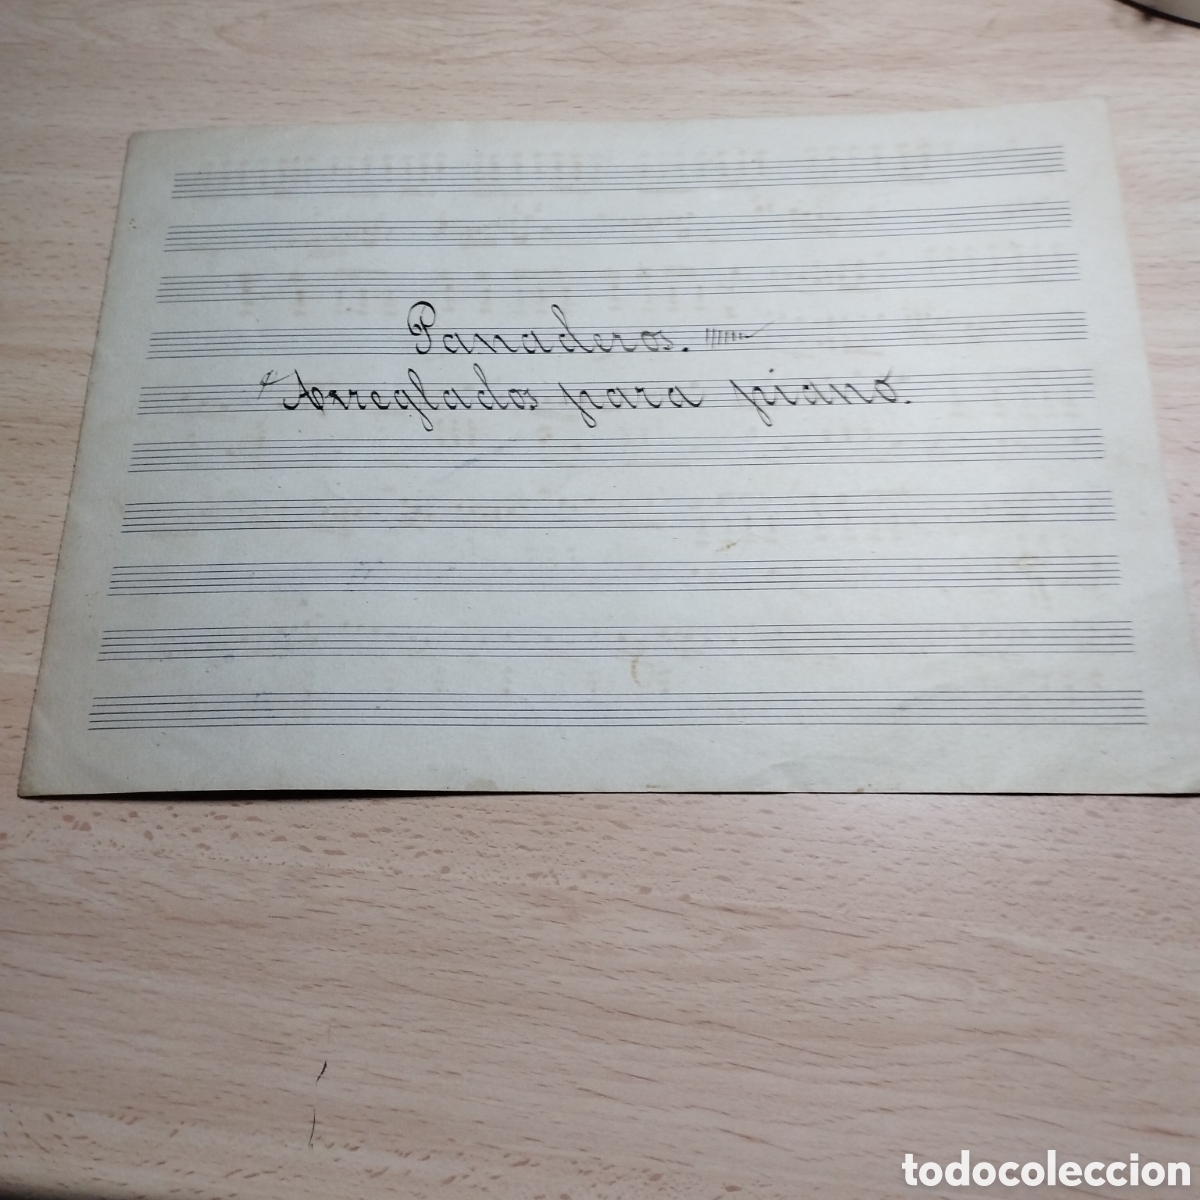 Panaderos.
Arreglados para piano.
todocoleccion